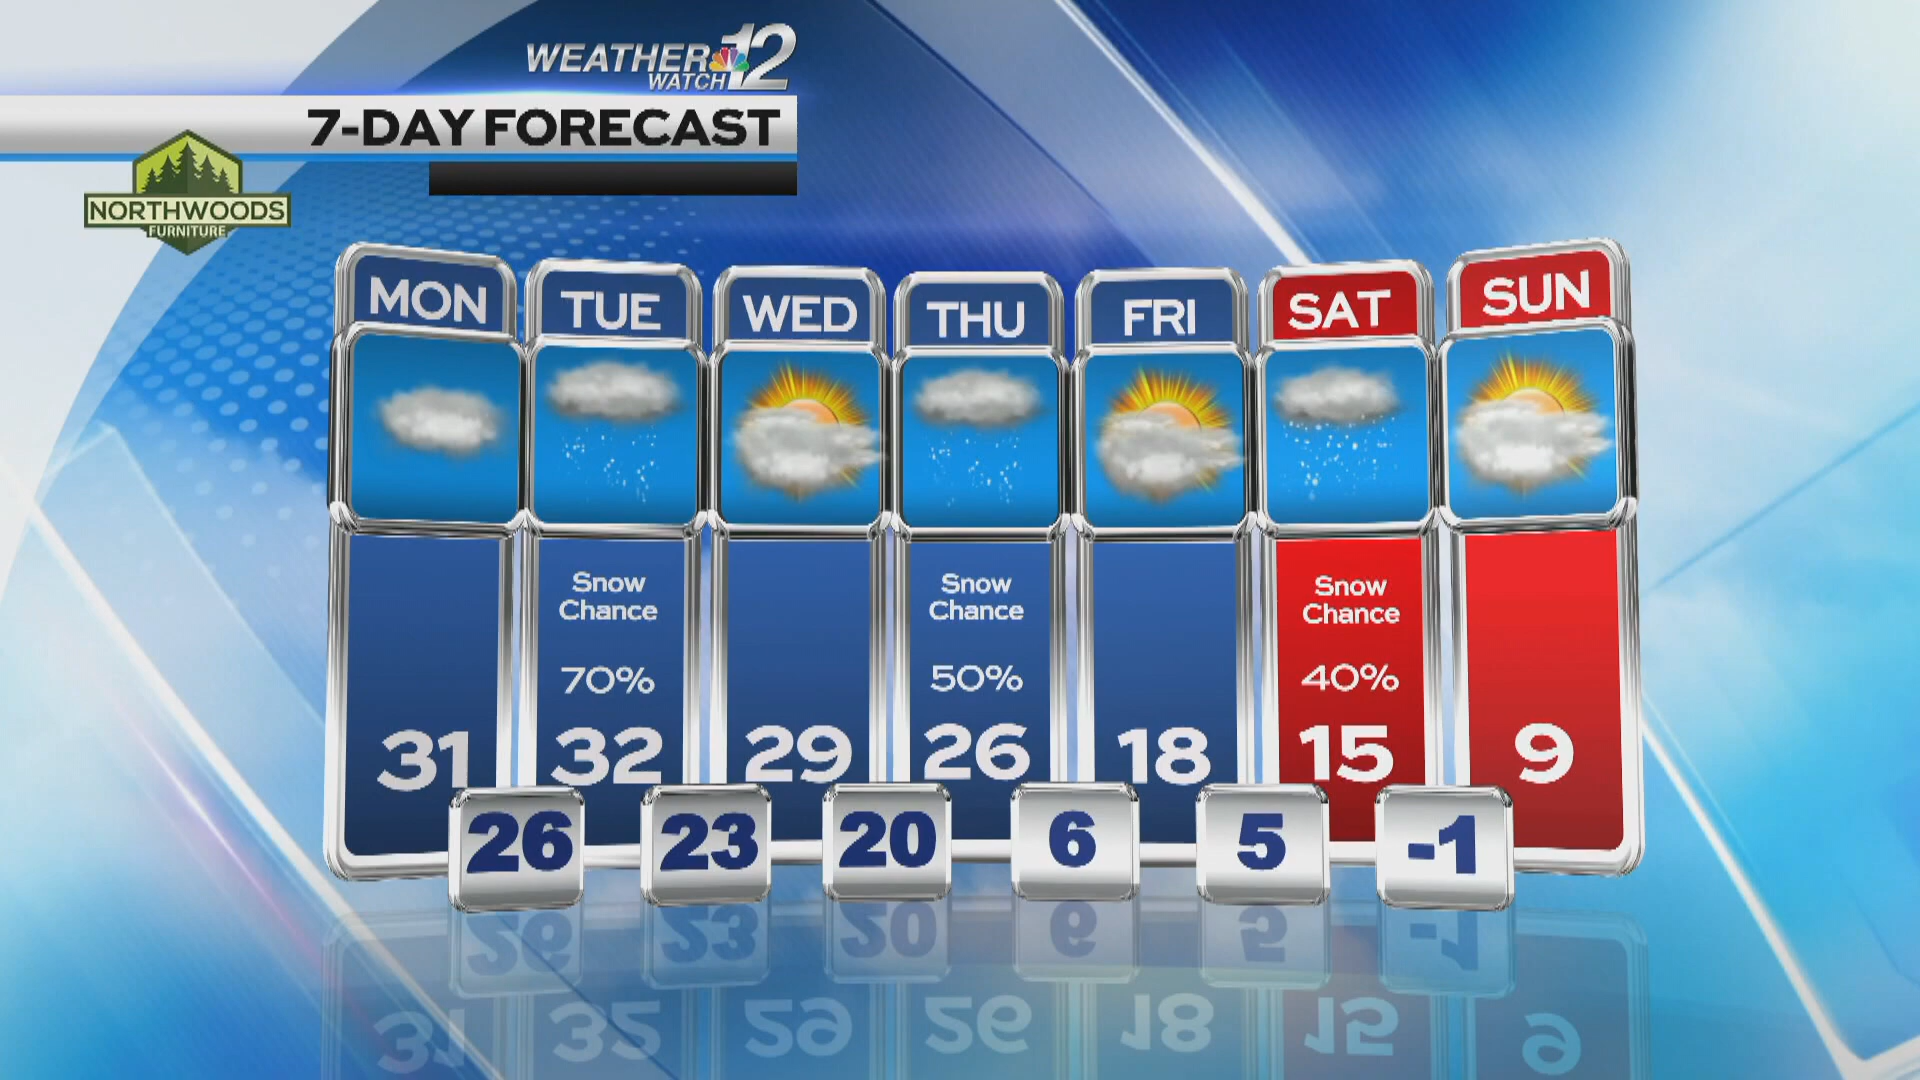 WEATHER 12
WATCH
7-DAY FORECAST
NORTHWOODS
FURNITURE
MON TUE WED THU FRI SAT SUN
Snow Chance Snow Chance Snow Chance
70% 50% 40%
31 32 29 26 18 15 9
26 23 20 6 5 -1